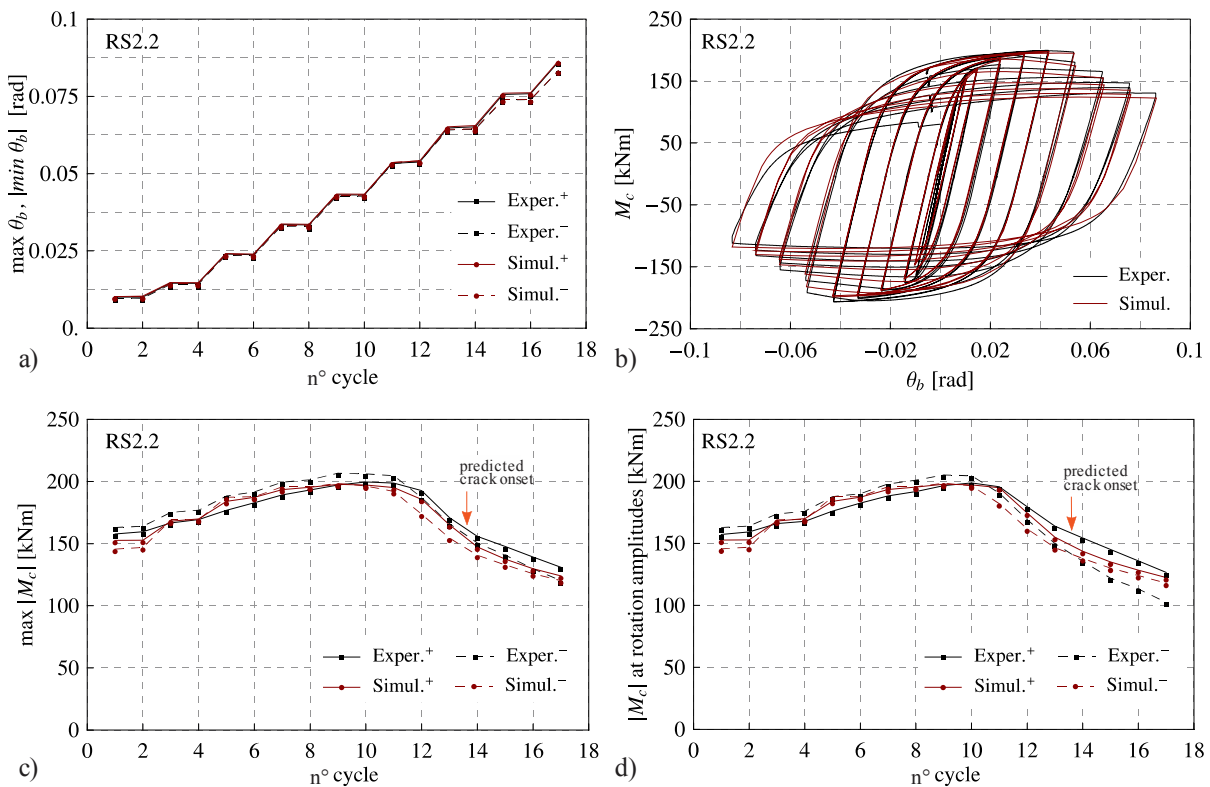 RS2.2
max θb, |min θb| [rad]
0.1
0.075
0.05
0.025
0.
Exper.+
Exper.−
Simul.+
Simul.−
0 2 4 6 8 10 12 14 16 18
n° cycle
a)
RS2.2
Mc [kNm]
250
150
50
−50
−150
−250
Exper.
Simul.
−0.1 −0.06 −0.02 0.02 0.06 0.1
θb [rad]
b)
RS2.2
max |Mc| [kNm]
250
200
150
100
50
0
predicted
crack onset
Exper.+ Exper.−
Simul.+ Simul.−
0 2 4 6 8 10 12 14 16 18
n° cycle
c)
RS2.2
|Mc| at rotation amplitudes [kNm]
250
200
150
100
50
0
predicted
crack onset
Exper.+ Exper.−
Simul.+ Simul.−
0 2 4 6 8 10 12 14 16 18
n° cycle
d)